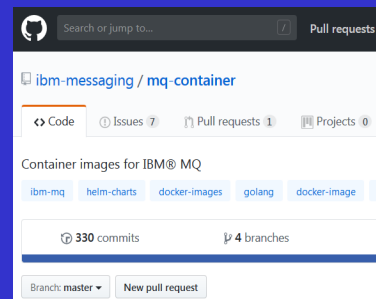 Search or jump to... / Pull requests
ibm-messaging / mq-container
<> Code Issues 7 Pull requests 1 Projects 0
Container images for IBM® MQ
ibm-mq helm-charts docker-images golang docker-image
330 commits 4 branches
Branch: master New pull request